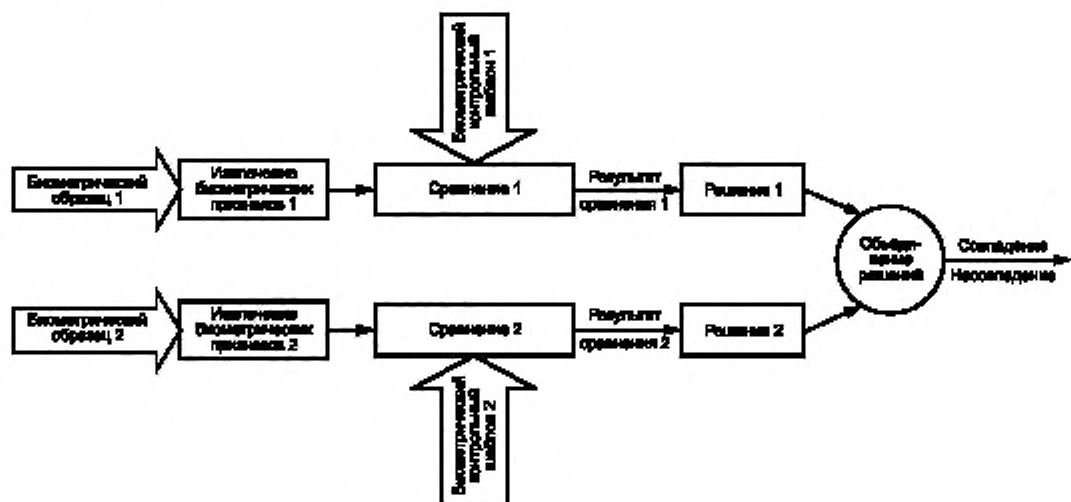 Биометрический
контрольный
шаблон 1
Биометрический
образец 1
Извлечение
биометрических
признаков 1
Сравнение 1
Результат
сравнения 1
Решение 1
Объеди-
нение
решений
Совпадение
Несовпадение
Биометрический
образец 2
Извлечение
биометрических
признаков 2
Сравнение 2
Результат
сравнения 2
Решение 2
Биометрический
контрольный
шаблон 2